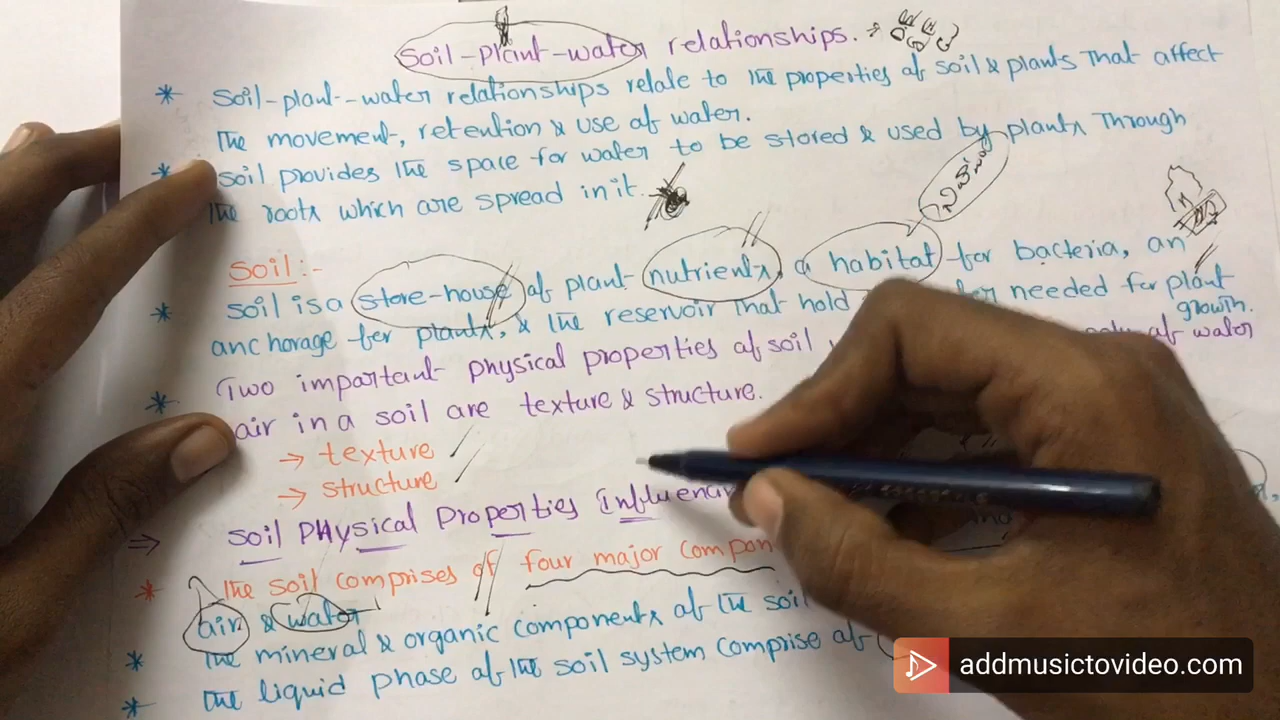 Soil-plant-water relationships.
* Soil-plant-water relationships relate to the properties of soil & plants that affect
the movement, retention & use of water.
* soil provides the space for water to be stored & used by plants through
the roots which are spread in it.
Soil:-
* soil is a store-house of plant nutrients, a habitat for bacteria, an
anchorage for plants, & the reservoir that hold needed for plant
growth.
* Two important physical properties of soil of water
air in a soil are texture & structure.
→ texture
→ structure
⇒ soil physical properties
* the soil comprises of four major
air & water
* the mineral & organic components of the soil
* the liquid phase of the soil system comprise of
addmusictovideo.com